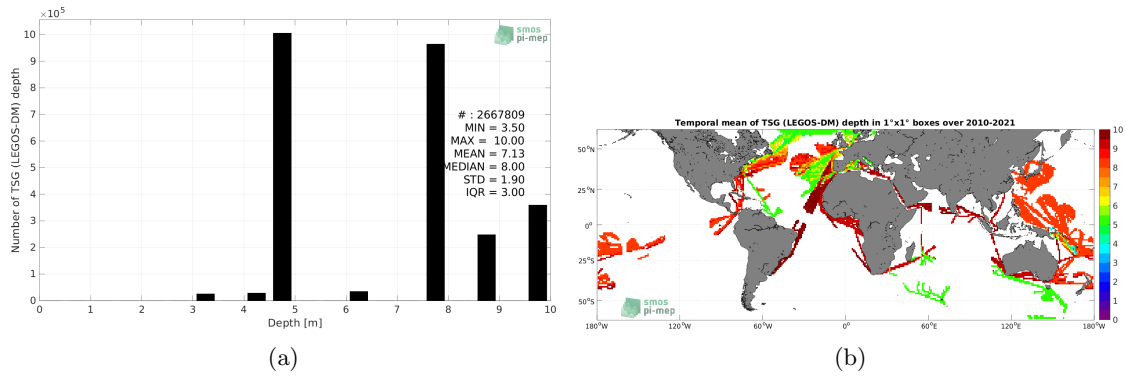 ×10⁵
10
9
8
7
6
5
4
3
2
1
0
Number of TSG (LEGOS-DM) depth
smos
pi-mep
# : 2667809
MIN = 3.50
MAX = 10.00
MEAN = 7.13
MEDIAN = 8.00
STD = 1.90
IQR = 3.00
0 1 2 3 4 5 6 7 8 9 10
Depth [m]
(a)
Temporal mean of TSG (LEGOS-DM) depth in 1°x1° boxes over 2010-2021
50°N
25°N
0°
25°S
50°S
smos
pi-mep
180°W 120°W 60°W 0° 60°E 120°E 180°W
10
9
8
7
6
5
4
3
2
1
0
(b)